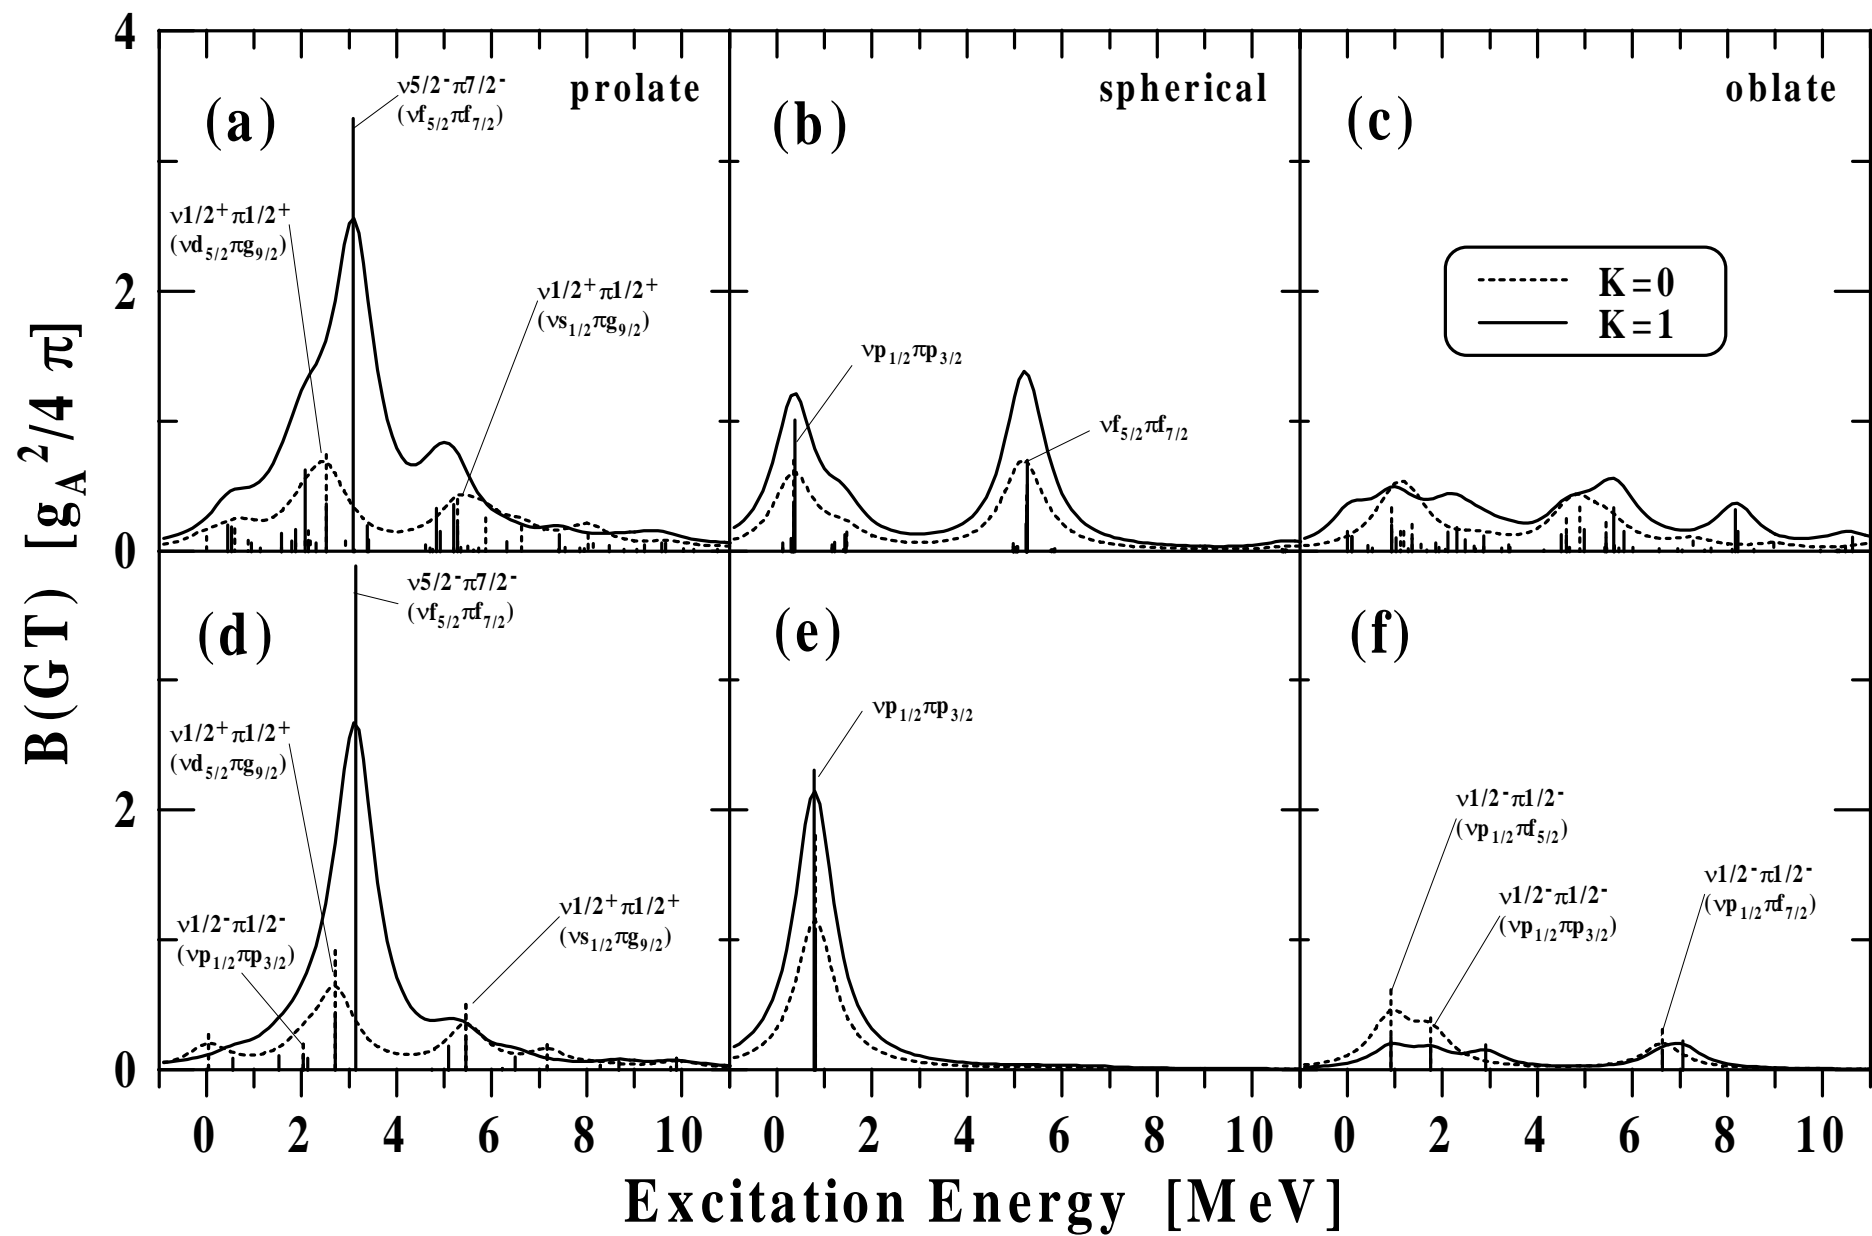 4
2
0
2
0
B(GT) [g_A^2/4 π]
(a)
prolate
ν5/2⁻π7/2⁻
(νf5/2πf7/2)
ν1/2⁺π1/2⁺
(νd5/2πg9/2)
ν1/2⁺π1/2⁺
(νs1/2πg9/2)
(b)
spherical
νp1/2πp3/2
νf5/2πf7/2
(c)
oblate
K=0
K=1
(d)
ν5/2⁻π7/2⁻
(νf5/2πf7/2)
ν1/2⁺π1/2⁺
(νd5/2πg9/2)
ν1/2⁻π1/2⁻
(νp1/2πp3/2)
ν1/2⁺π1/2⁺
(νs1/2πg9/2)
(e)
νp1/2πp3/2
(f)
ν1/2⁻π1/2⁻
(νp1/2πf5/2)
ν1/2⁻π1/2⁻
(νp1/2πp3/2)
ν1/2⁻π1/2⁻
(νp1/2πf7/2)
0 2 4 6 8 10 0 2 4 6 8 10 0 2 4 6 8 10
Excitation Energy [MeV]